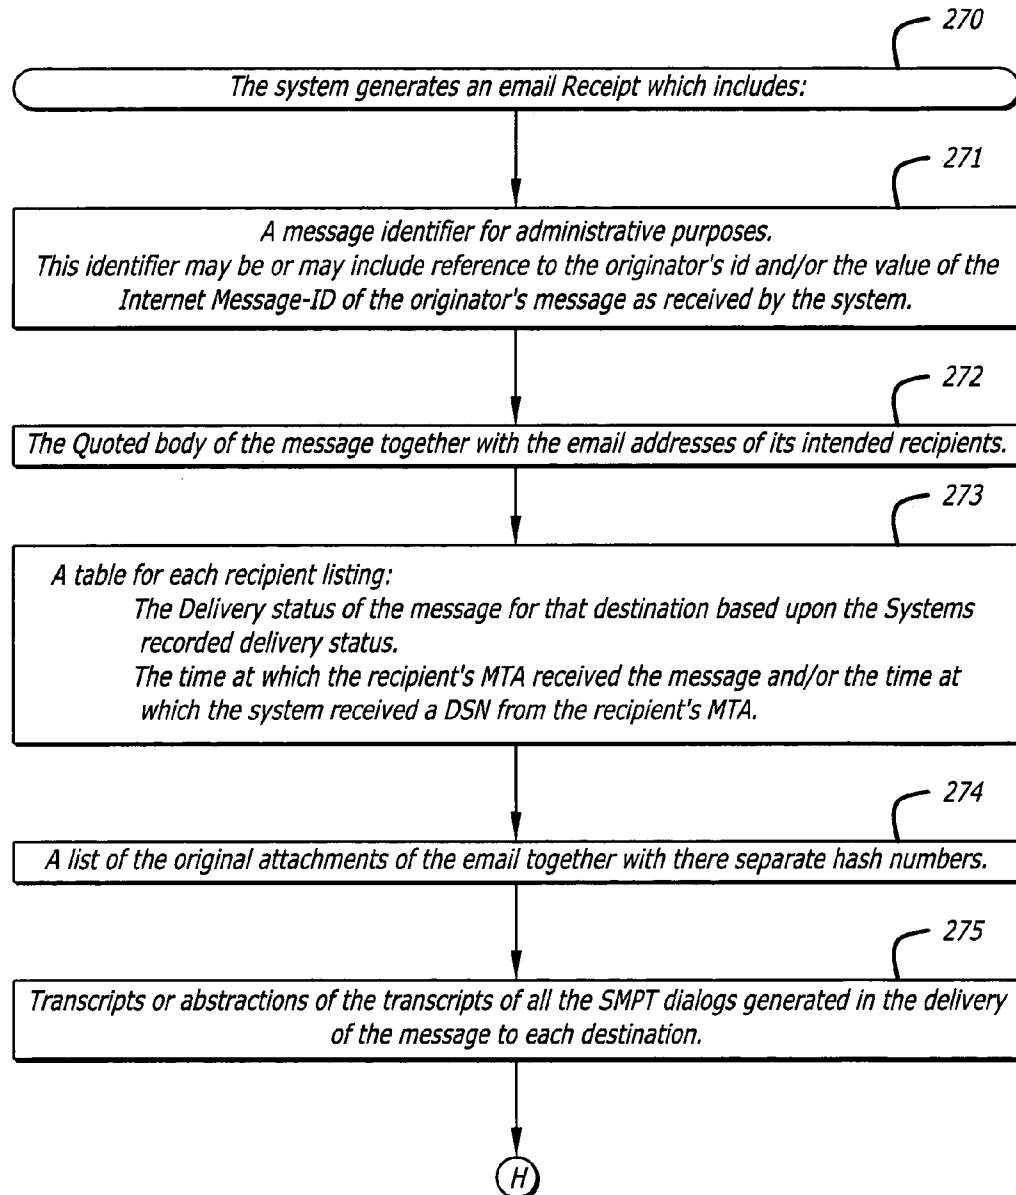 270
The system generates an email Receipt which includes:
271
A message identifier for administrative purposes.
This identifier may be or may include reference to the originator's id and/or the value of the
Internet Message-ID of the originator's message as received by the system.
272
The Quoted body of the message together with the email addresses of its intended recipients.
273
A table for each recipient listing:
The Delivery status of the message for that destination based upon the Systems
recorded delivery status.
The time at which the recipient's MTA received the message and/or the time at
which the system received a DSN from the recipient's MTA.
274
A list of the original attachments of the email together with there separate hash numbers.
275
Transcripts or abstractions of the transcripts of all the SMPT dialogs generated in the delivery
of the message to each destination.
H